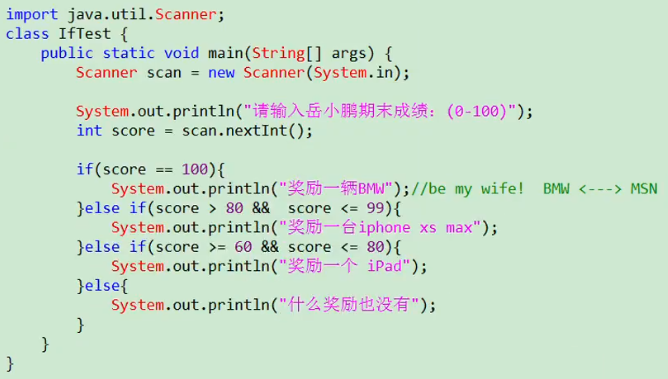 import java.util.Scanner;
class IfTest {
    public static void main(String[] args) {
        Scanner scan = new Scanner(System.in);

        System.out.println("请输入岳小鹏期末成绩：(0-100)");
        int score = scan.nextInt();

        if(score == 100){
            System.out.println("奖励一辆BMW");//be my wife!  BMW <---> MSN
        }else if(score > 80 &&  score <= 99){
            System.out.println("奖励一台iphone xs max");
        }else if(score >= 60 && score <= 80){
            System.out.println("奖励一个 iPad");
        }else{
            System.out.println("什么奖励也没有");
        }
    }
}